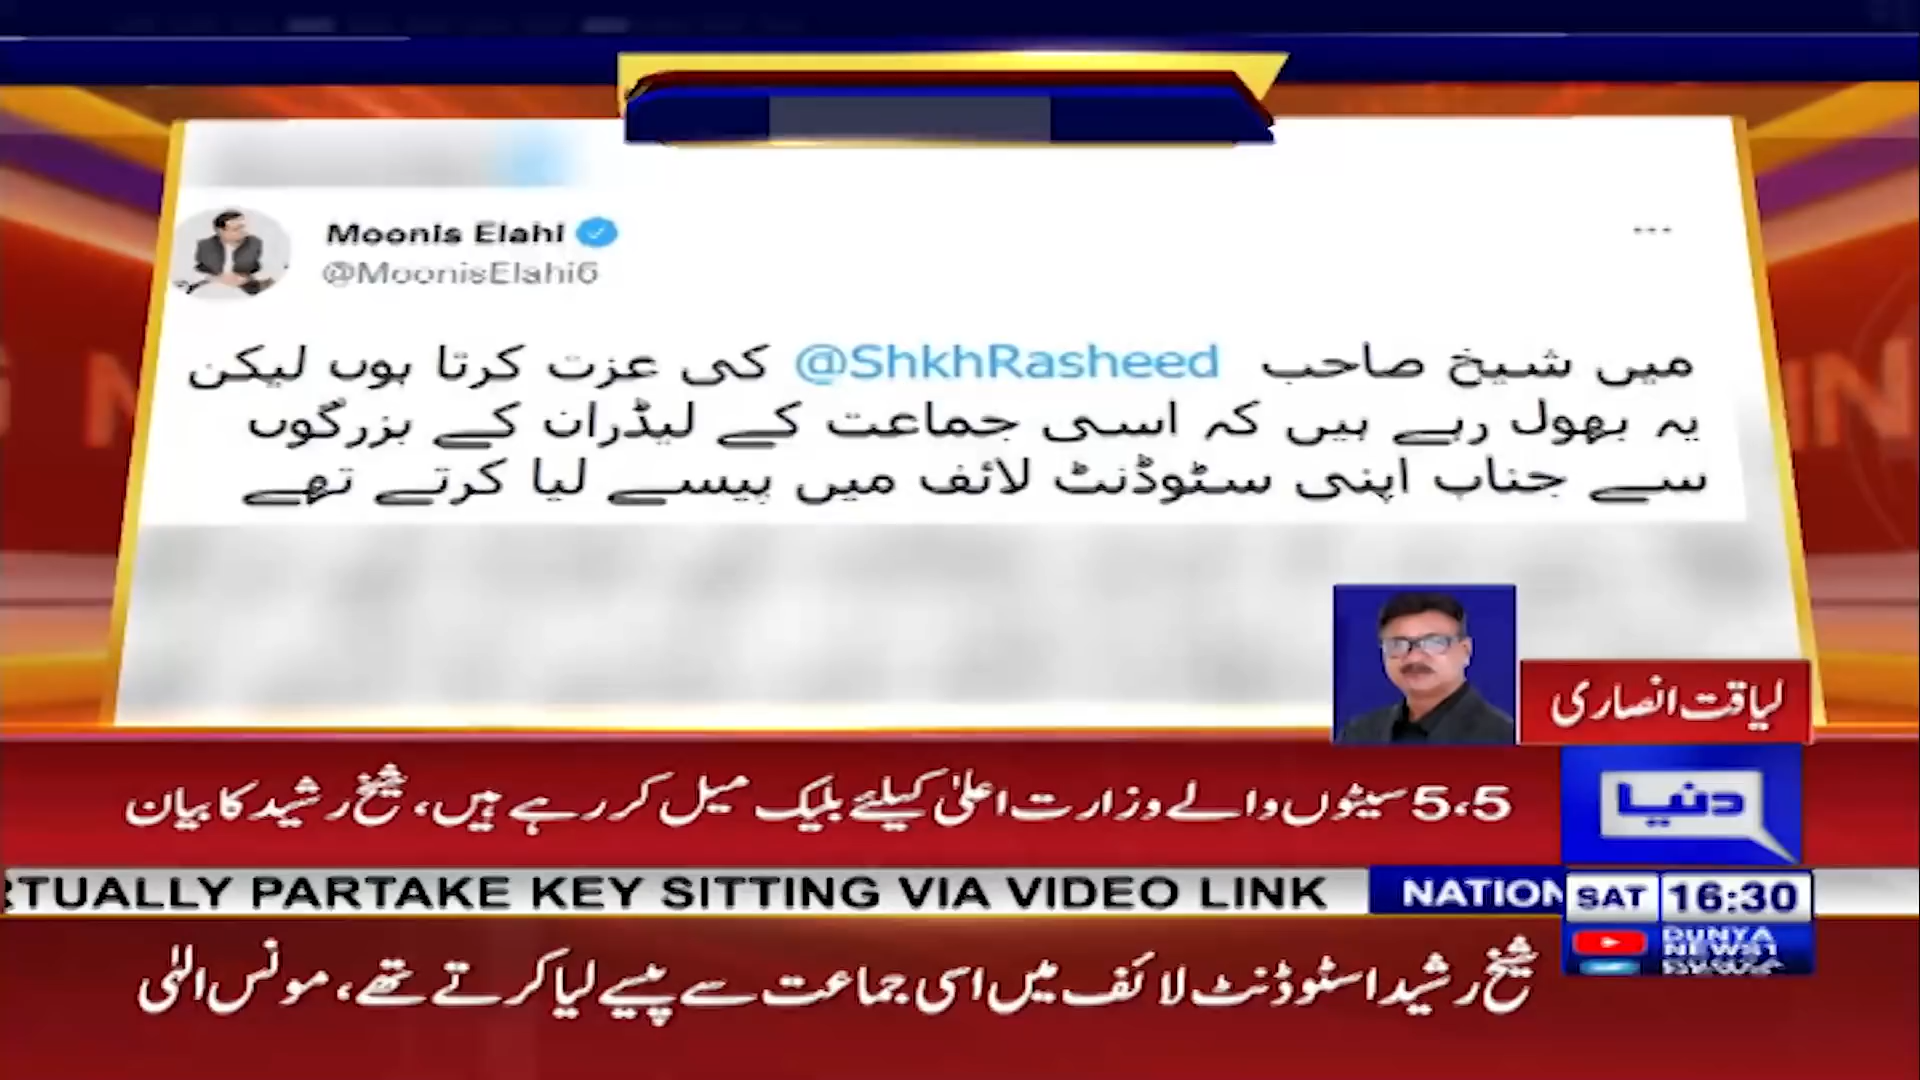 Moonis Elahi
@MoonisElahi6
میں شیخ صاحب @ShkhRasheed کی عزت کرتا ہوں لیکن
یہ بھول رہے ہیں کہ اسی جماعت کے لیڈران کے بزرگوں
سے جناب اپنی سٹوڈنٹ لائف میں پیسے لیا کرتے تھے
لیاقت انصاری
5،5 سیٹوں والے وزارت اعلیٰ کیلئے بلیک میل کر رہے ہیں، شیخ رشید کا بیان
دنیا
TUALLY PARTAKE KEY SITTING VIA VIDEO LINK NATION
SAT 16:30
DUNYA
NEWS1
شیخ رشید اسٹوڈنٹ لائف میں اسی جماعت سے پیسے لیا کرتے تھے، مونس الٰہی